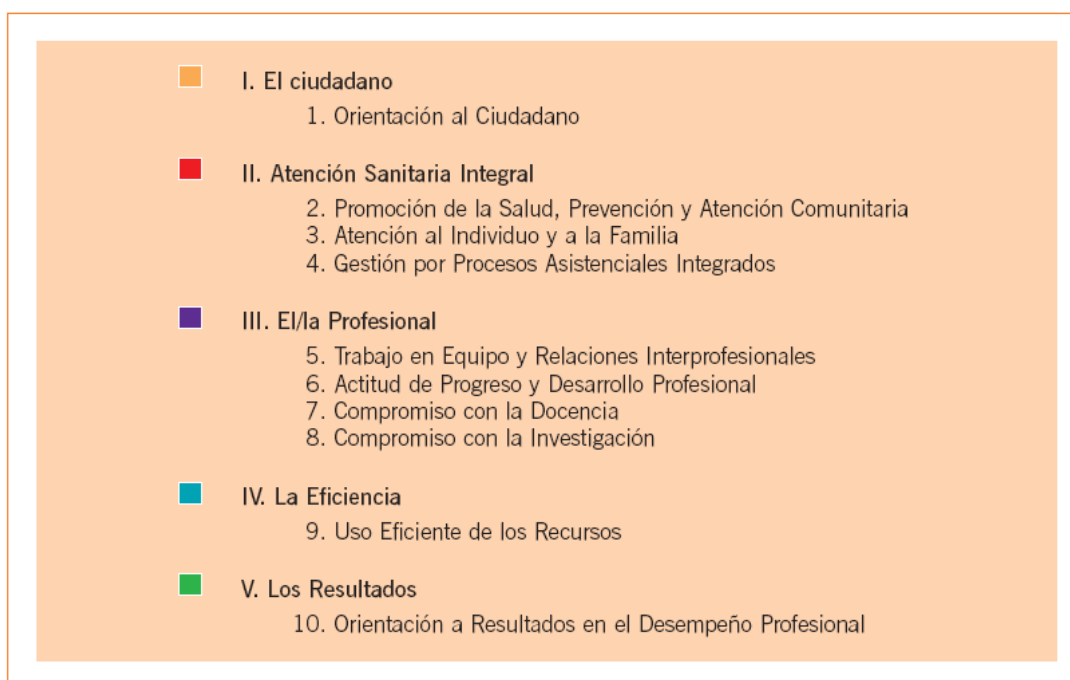 I. El ciudadano
1. Orientación al Ciudadano
II. Atención Sanitaria Integral
2. Promoción de la Salud, Prevención y Atención Comunitaria
3. Atención al Individuo y a la Familia
4. Gestión por Procesos Asistenciales Integrados
III. El/la Profesional
5. Trabajo en Equipo y Relaciones Interprofesionales
6. Actitud de Progreso y Desarrollo Profesional
7. Compromiso con la Docencia
8. Compromiso con la Investigación
IV. La Eficiencia
9. Uso Eficiente de los Recursos
V. Los Resultados
10. Orientación a Resultados en el Desempeño Profesional